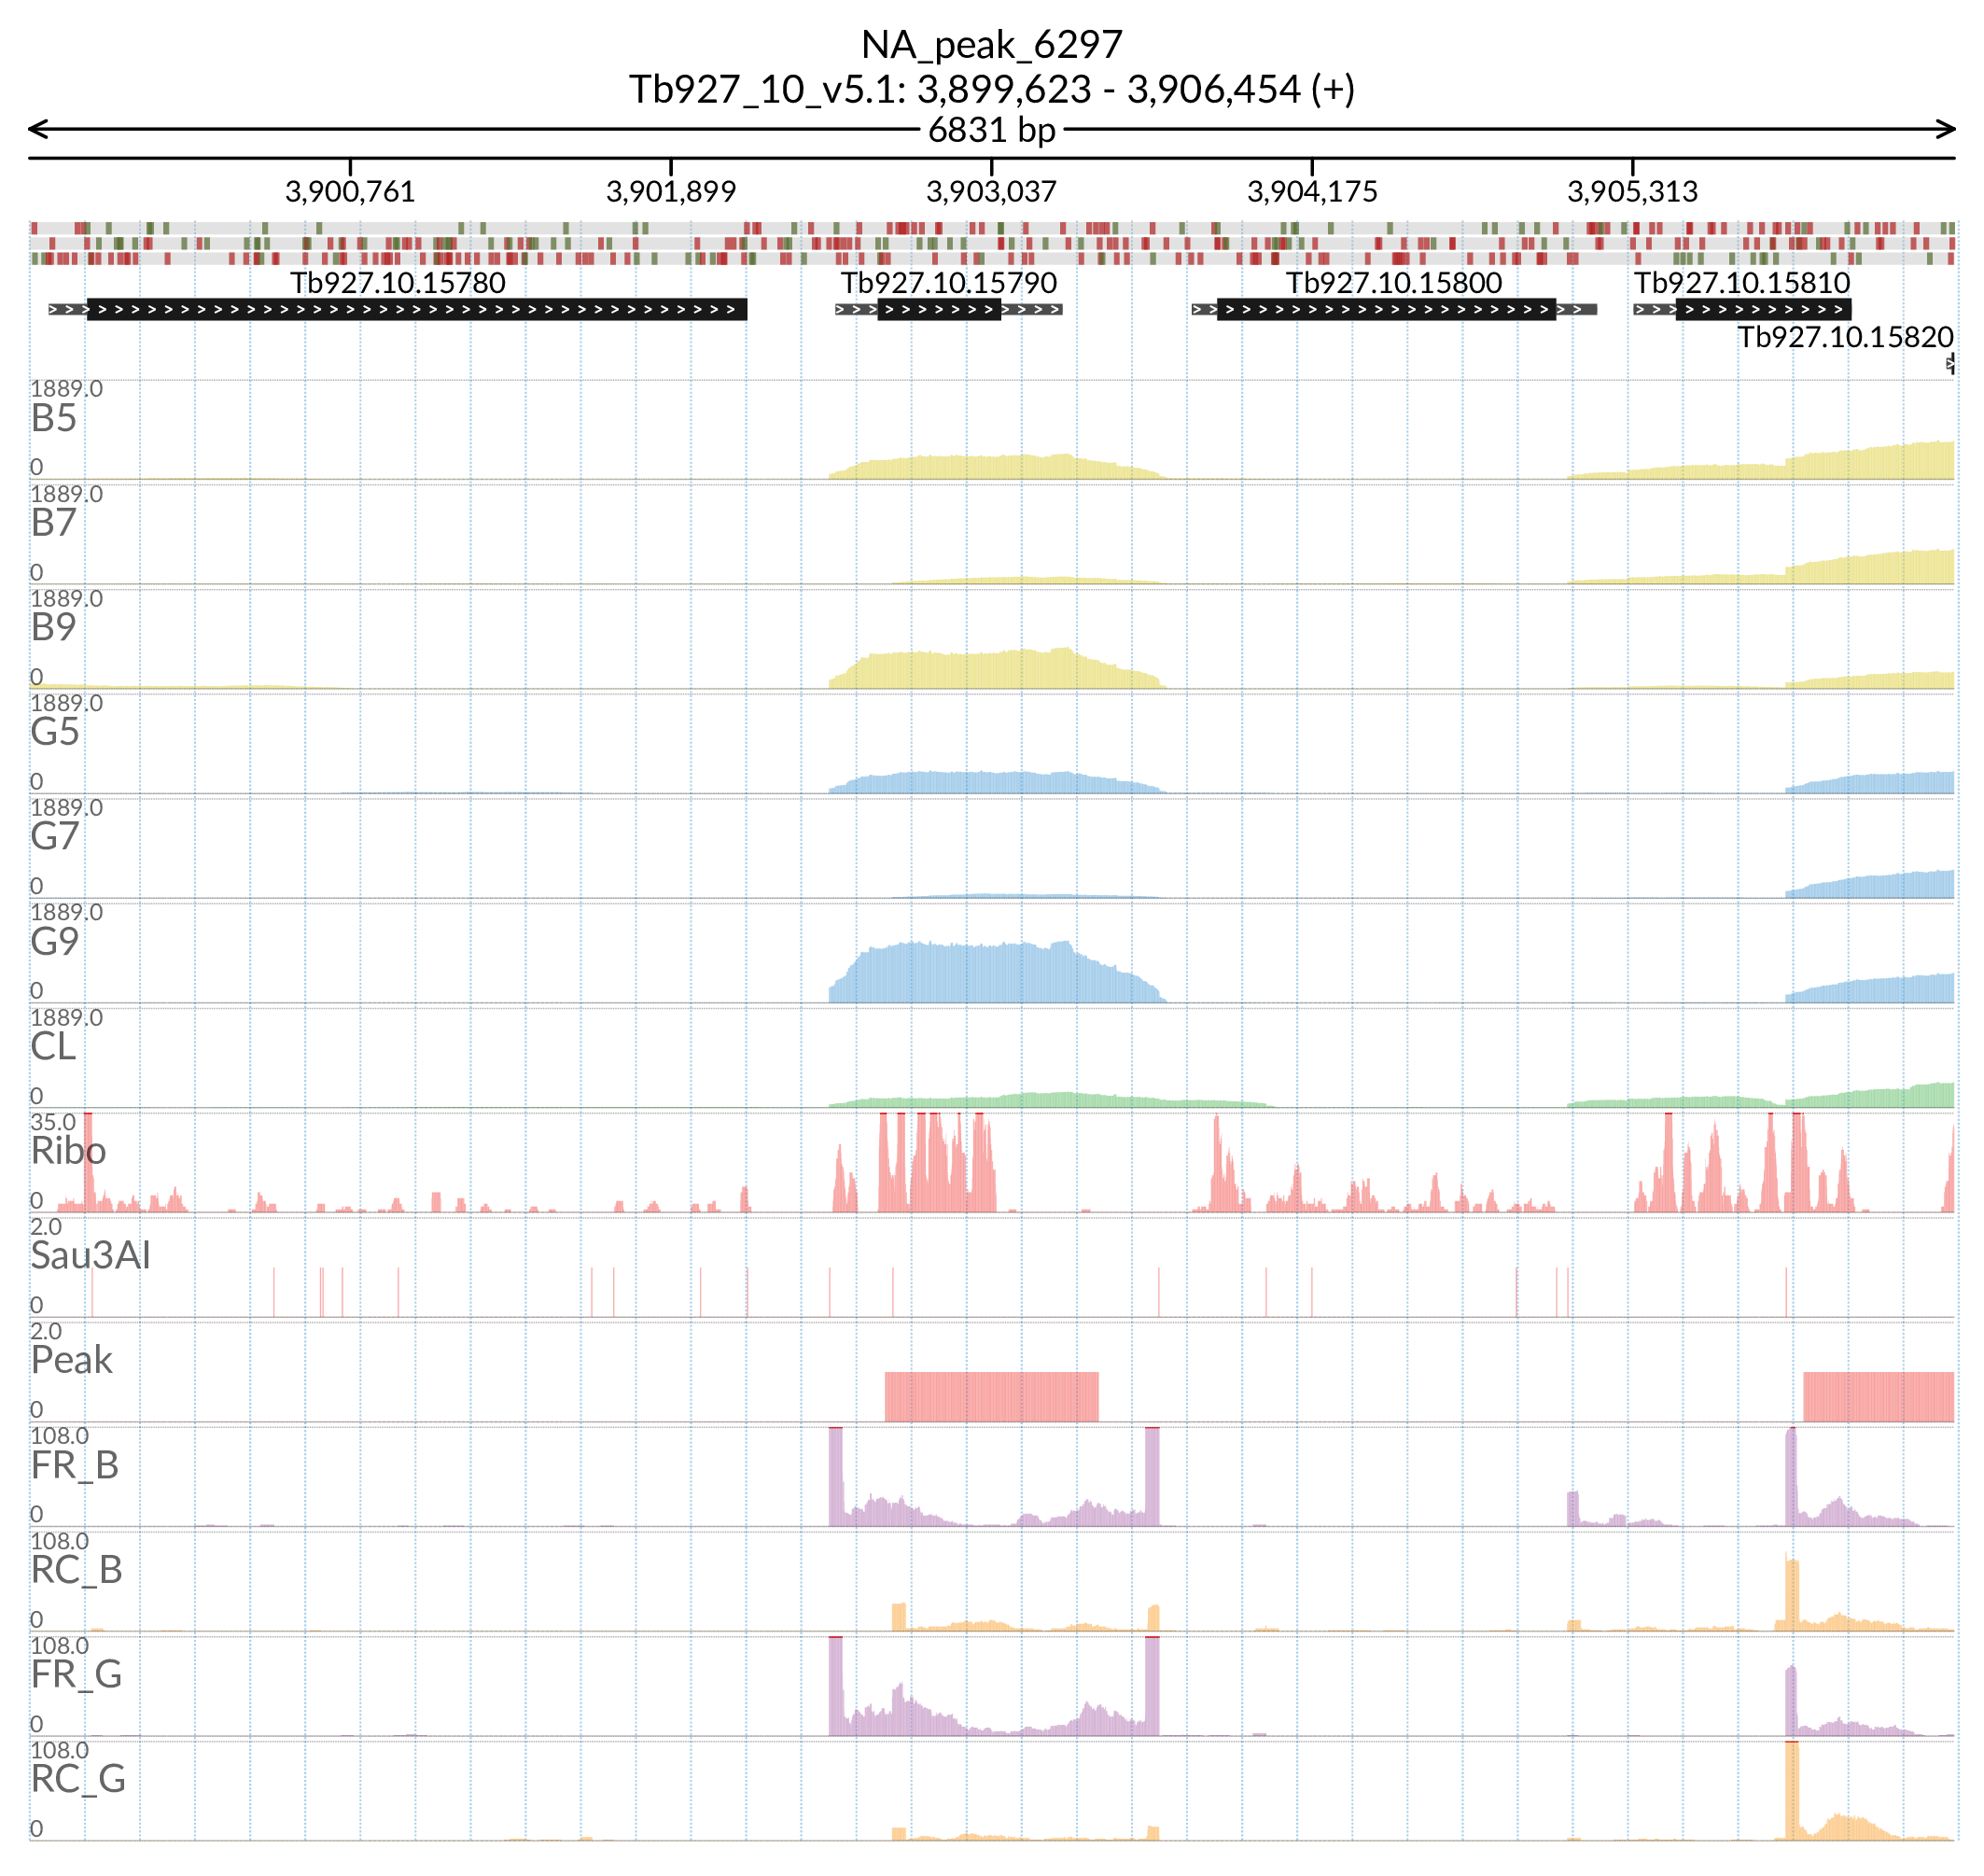 NA_peak_6297
Tb927_10_v5.1: 3,899,623 - 3,906,454 (+)
6831 bp
3,900,761 3,901,899 3,903,037 3,904,175 3,905,313
Tb927.10.15780 Tb927.10.15790 Tb927.10.15800 Tb927.10.15810
Tb927.10.15820
1889.0
B5
0
1889.0
B7
0
1889.0
B9
0
1889.0
G5
0
1889.0
G7
0
1889.0
G9
0
1889.0
CL
0
35.0
Ribo
0
2.0
Sau3AI
0
2.0
Peak
0
108.0
FR_B
0
108.0
RC_B
0
108.0
FR_G
0
108.0
RC_G
0